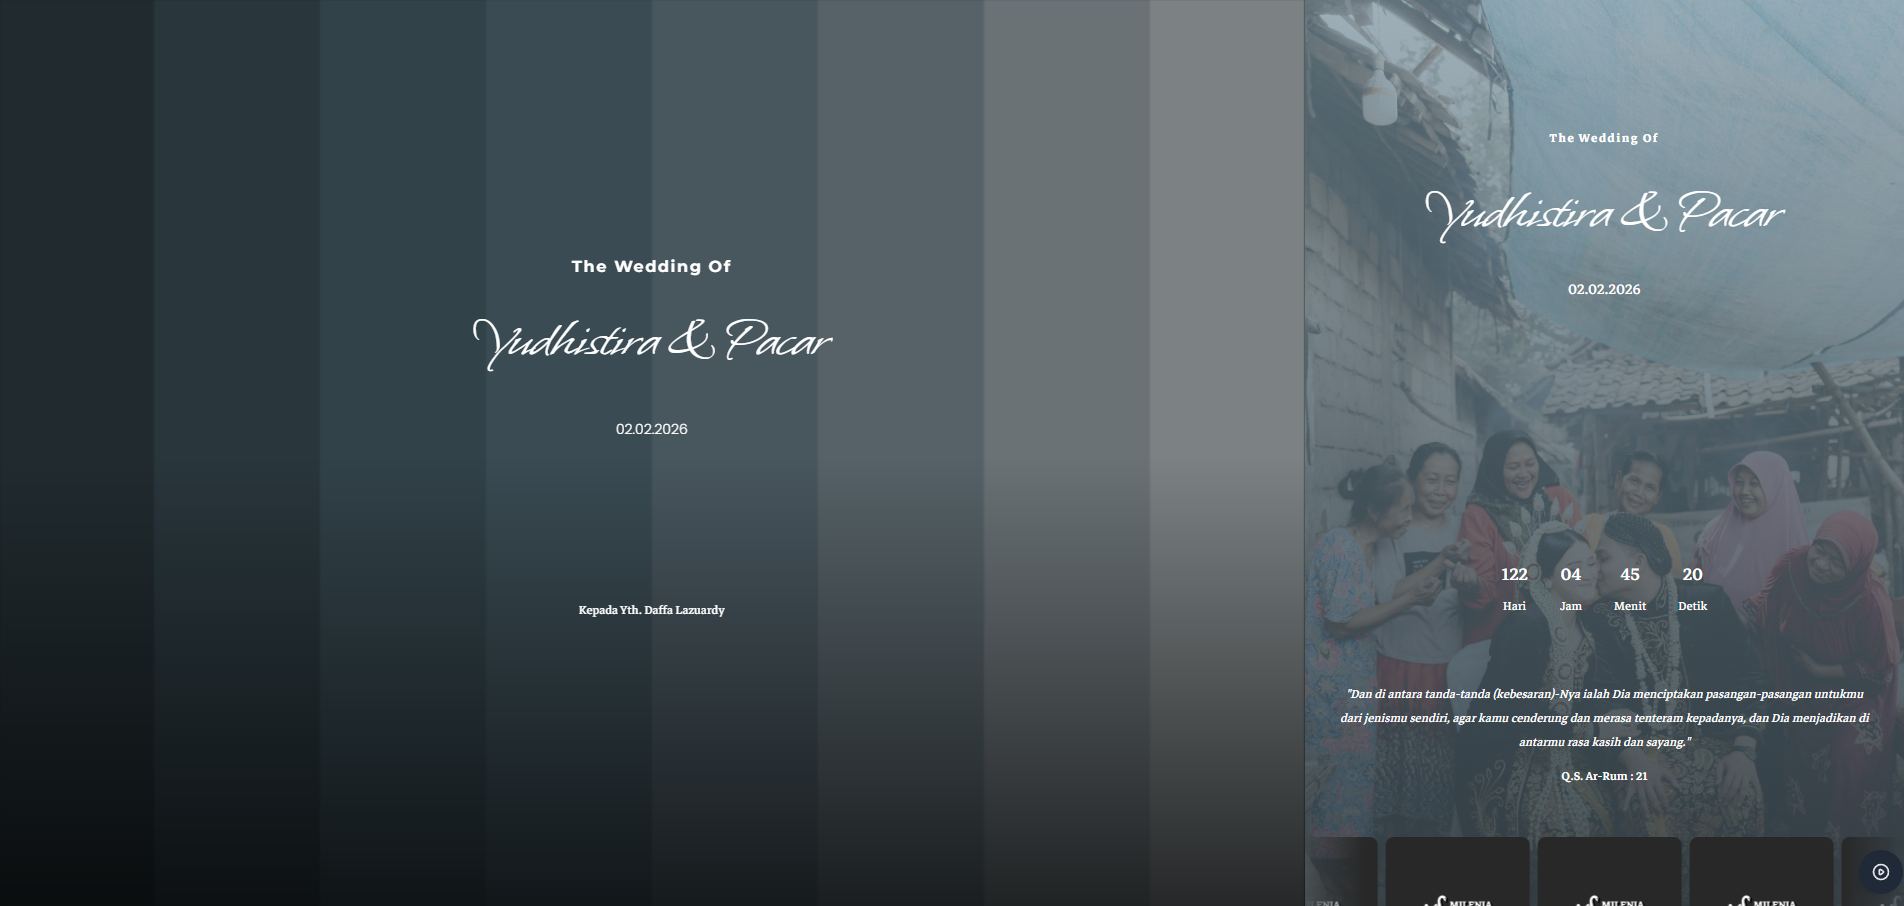 The Wedding Of
Yudhistira & Pacar
02.02.2026
Kepada Yth. Daffa Lazuardy
The Wedding Of
Yudhistira & Pacar
02.02.2026
122 04 45 20
Hari Jam Menit Detik
"Dan di antara tanda-tanda (kebesaran)-Nya ialah Dia menciptakan pasangan-pasangan untukmu
dari jenismu sendiri, agar kamu cenderung dan merasa tenteram kepadanya, dan Dia menjadikan di
antarmu rasa kasih dan sayang."
Q.S. Ar-Rum : 21
MILENIA MILENIA MILENIA